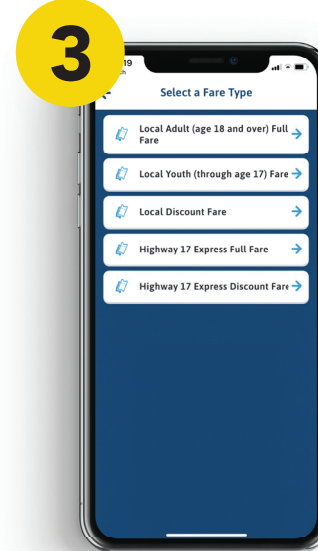 3
19
Select a Fare Type
Local Adult (age 18 and over) Full
Fare
Local Youth (through age 17) Fare
Local Discount Fare
Highway 17 Express Full Fare
Highway 17 Express Discount Fare